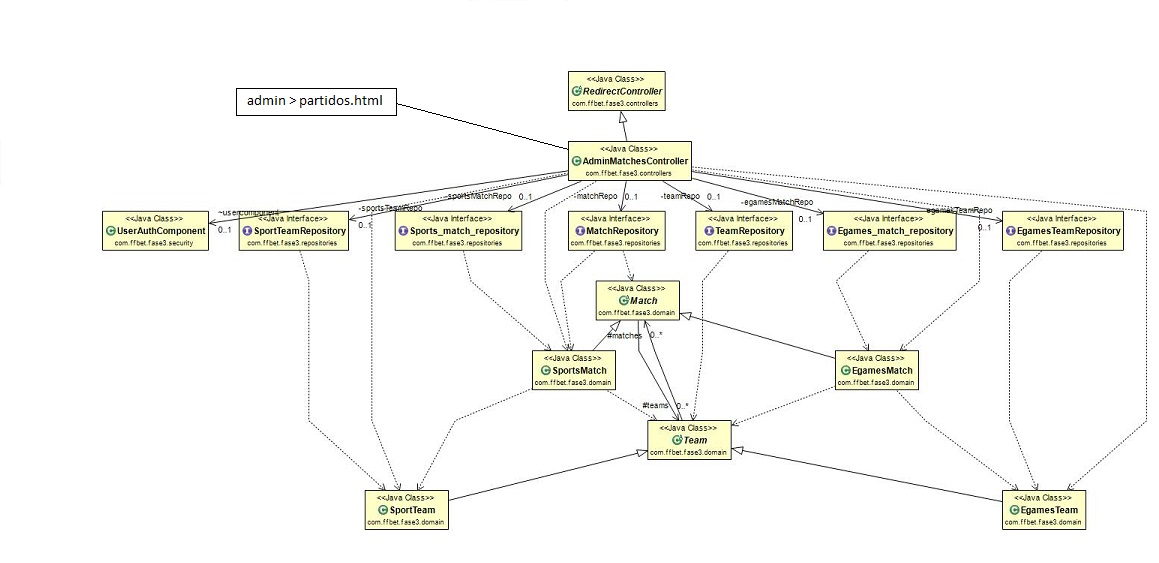 <<Java Class>>
RedirectController
com.ffbet.fase3.controllers
admin > partidos.html
<<Java Class>>
AdminMatchesController
com.ffbet.fase3.controllers
-sportsMatchRepo 0..1
-matchRepo 0..1
-teamRepo 0..1
-egamesMatchRepo
0..1
-sportsTeamRepo
0..1
~usercomponent
0..1
-egamesTeamRepo
0..1
<<Java Class>>
UserAuthComponent
com.ffbet.fase3.security
<<Java Interface>>
SportTeamRepository
com.ffbet.fase3.repositories
<<Java Interface>>
Sports_match_repository
com.ffbet.fase3.repositories
<<Java Interface>>
MatchRepository
com.ffbet.fase3.repositories
<<Java Interface>>
TeamRepository
com.ffbet.fase3.repositories
<<Java Interface>>
Egames_match_repository
com.ffbet.fase3.repositories
<<Java Interface>>
EgamesTeamRepository
com.ffbet.fase3.repositories
<<Java Class>>
Match
com.ffbet.fase3.domain
#matches 0..*
<<Java Class>>
SportsMatch
com.ffbet.fase3.domain
<<Java Class>>
EgamesMatch
com.ffbet.fase3.domain
#teams 0..*
<<Java Class>>
Team
com.ffbet.fase3.domain
<<Java Class>>
SportTeam
com.ffbet.fase3.domain
<<Java Class>>
EgamesTeam
com.ffbet.fase3.domain